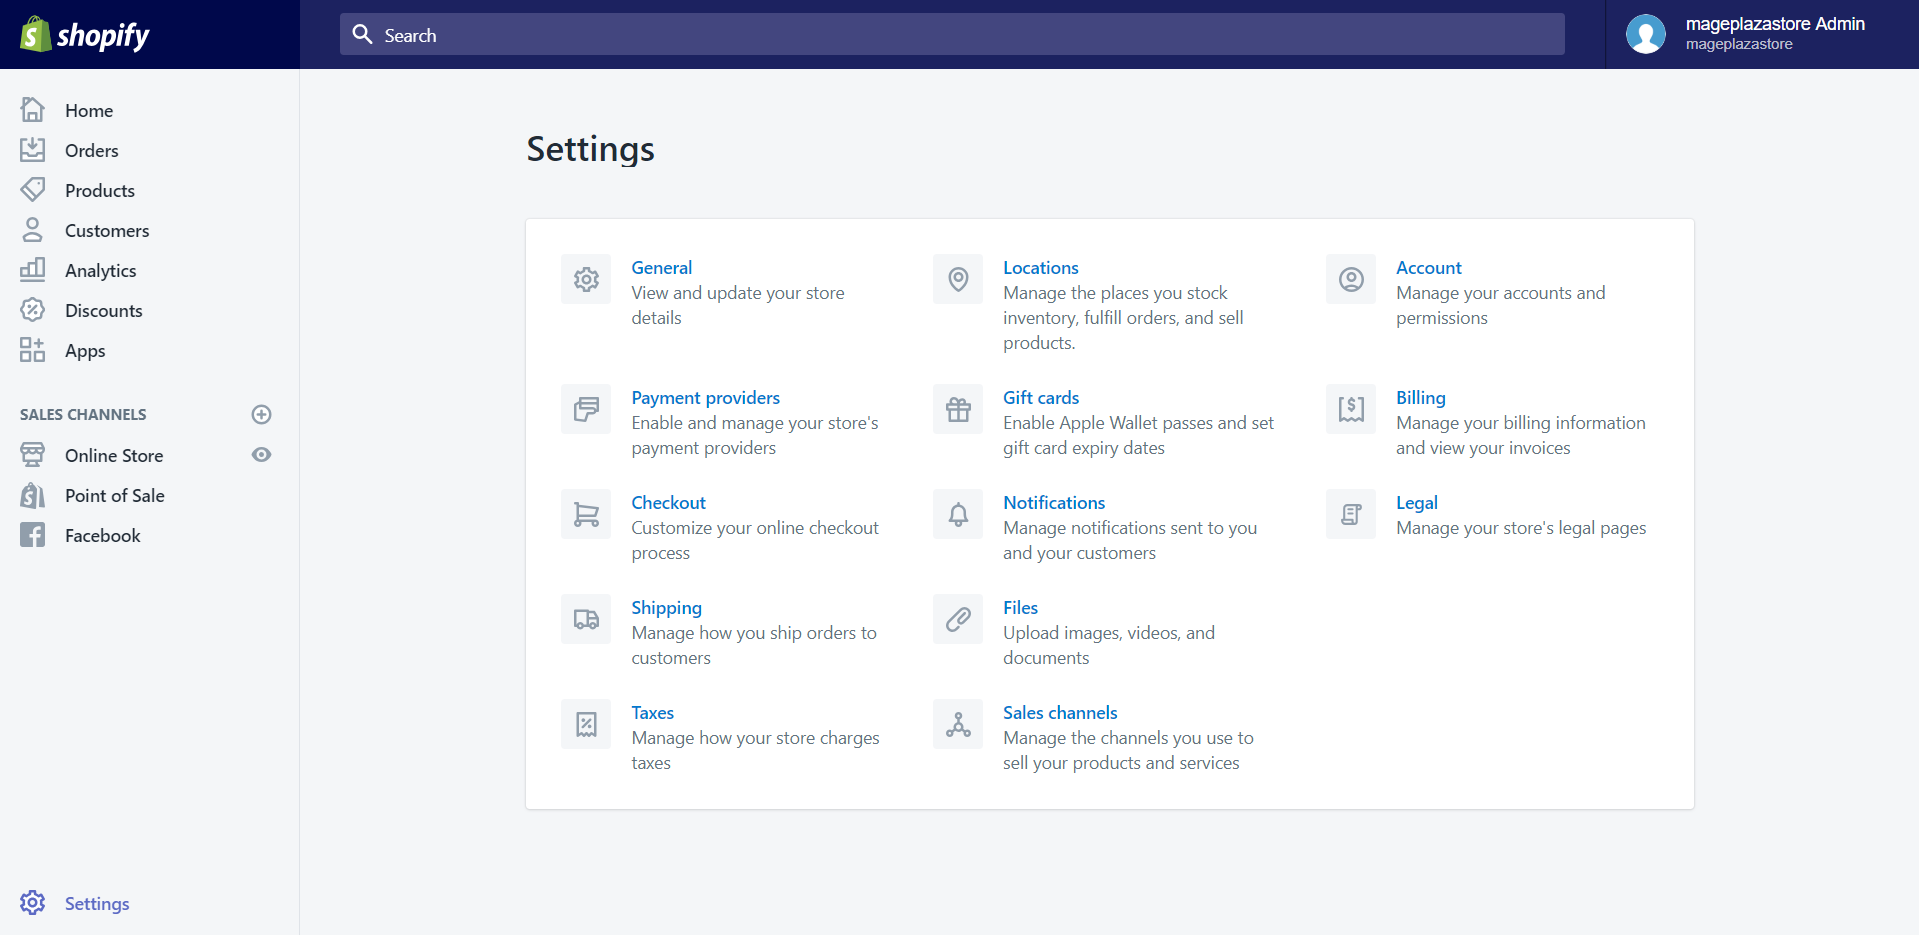 shopify
Search
mageplazastore Admin
mageplazastore
Home
Orders
Products
Customers
Analytics
Discounts
Apps
SALES CHANNELS
Online Store
Point of Sale
Facebook
Settings
Settings
General
View and update your store
details
Locations
Manage the places you stock
inventory, fulfill orders, and sell
products.
Account
Manage your accounts and
permissions
Payment providers
Enable and manage your store's
payment providers
Gift cards
Enable Apple Wallet passes and set
gift card expiry dates
Billing
Manage your billing information
and view your invoices
Checkout
Customize your online checkout
process
Notifications
Manage notifications sent to you
and your customers
Legal
Manage your store's legal pages
Shipping
Manage how you ship orders to
customers
Files
Upload images, videos, and
documents
Taxes
Manage how your store charges
taxes
Sales channels
Manage the channels you use to
sell your products and services